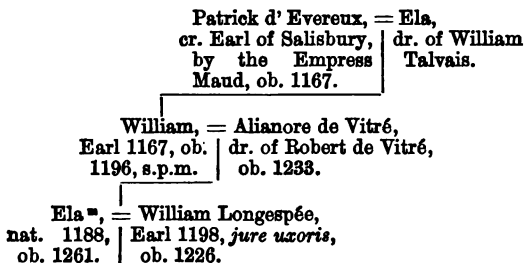 Patrick d' Evereux, = Ela,
cr. Earl of Salisbury, dr. of William
by the Empress Talvais.
Maud, ob. 1167.
William, = Alianore de Vitré,
Earl 1167, ob. dr. of Robert de Vitré,
1196, s.p.m. ob. 1233.
Ela ᵐ, = William Longespée,
nat. 1188, Earl 1198, jure uxoris,
ob. 1261. ob. 1226.